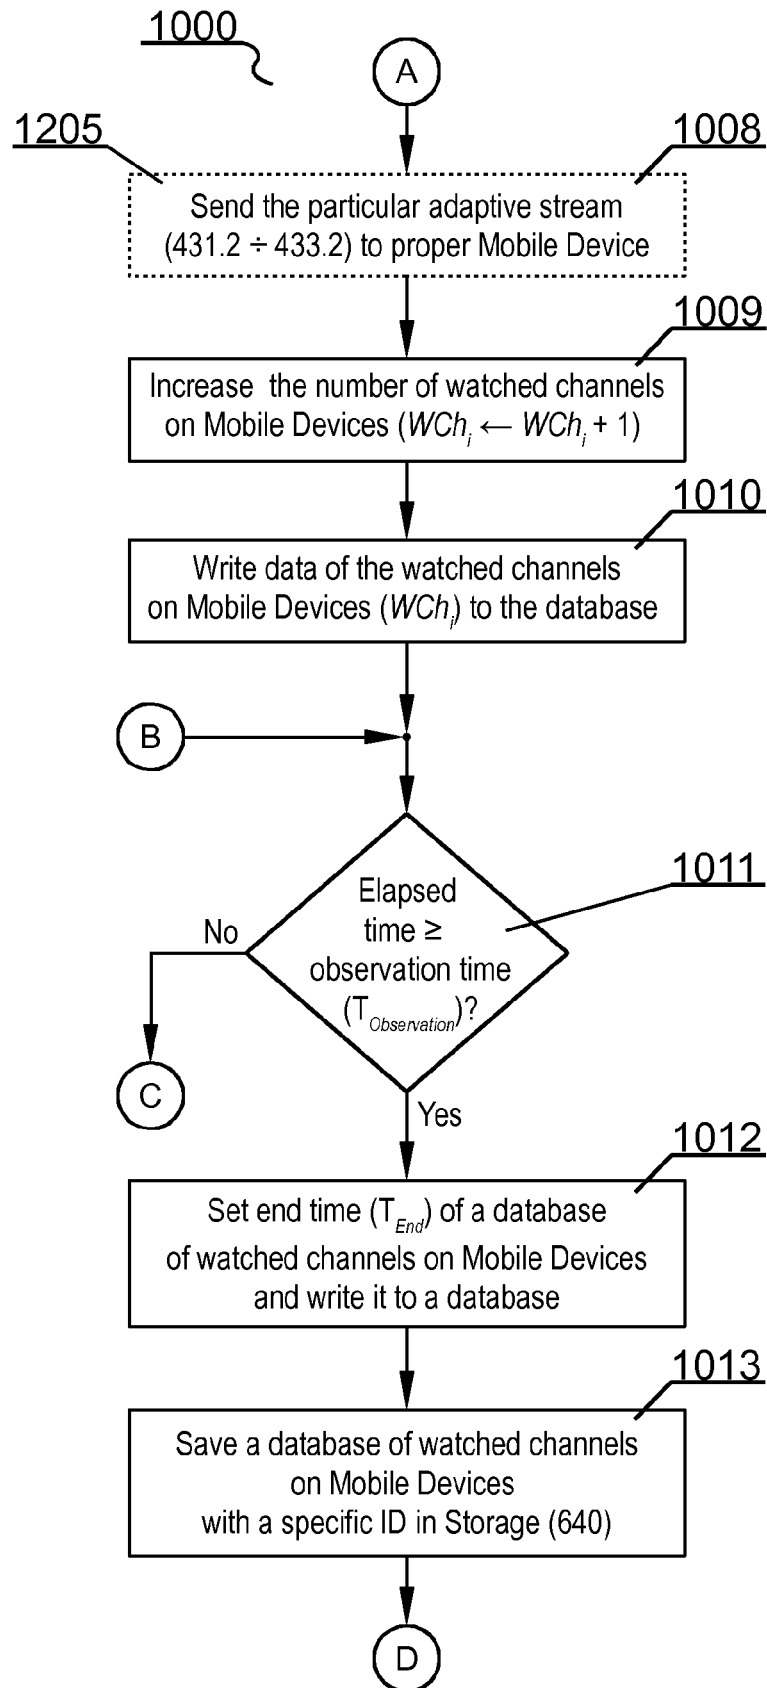 1000
A
1205
1008
Send the particular adaptive stream
(431.2 ÷ 433.2) to proper Mobile Device
1009
Increase the number of watched channels
on Mobile Devices (WChi ← WChi + 1)
1010
Write data of the watched channels
on Mobile Devices (WChi) to the database
B
1011
Elapsed
time ≥
observation time
(TObservation)?
No
C
Yes
1012
Set end time (TEnd) of a database
of watched channels on Mobile Devices
and write it to a database
1013
Save a database of watched channels
on Mobile Devices
with a specific ID in Storage (640)
D